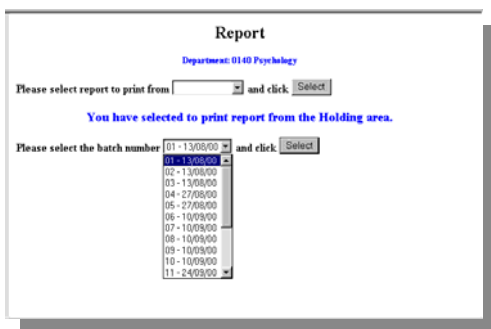 Report
Department: 0140 Psychology
Please select report to print from and click Select
You have selected to print report from the Holding area.
Please select the batch number 01 - 13/08/00 and click Select
01 - 13/08/00
02 - 13/08/00
03 - 13/08/00
04 - 27/08/00
05 - 27/08/00
06 - 10/09/00
07 - 10/09/00
08 - 10/09/00
09 - 10/09/00
10 - 10/09/00
11 - 24/09/00